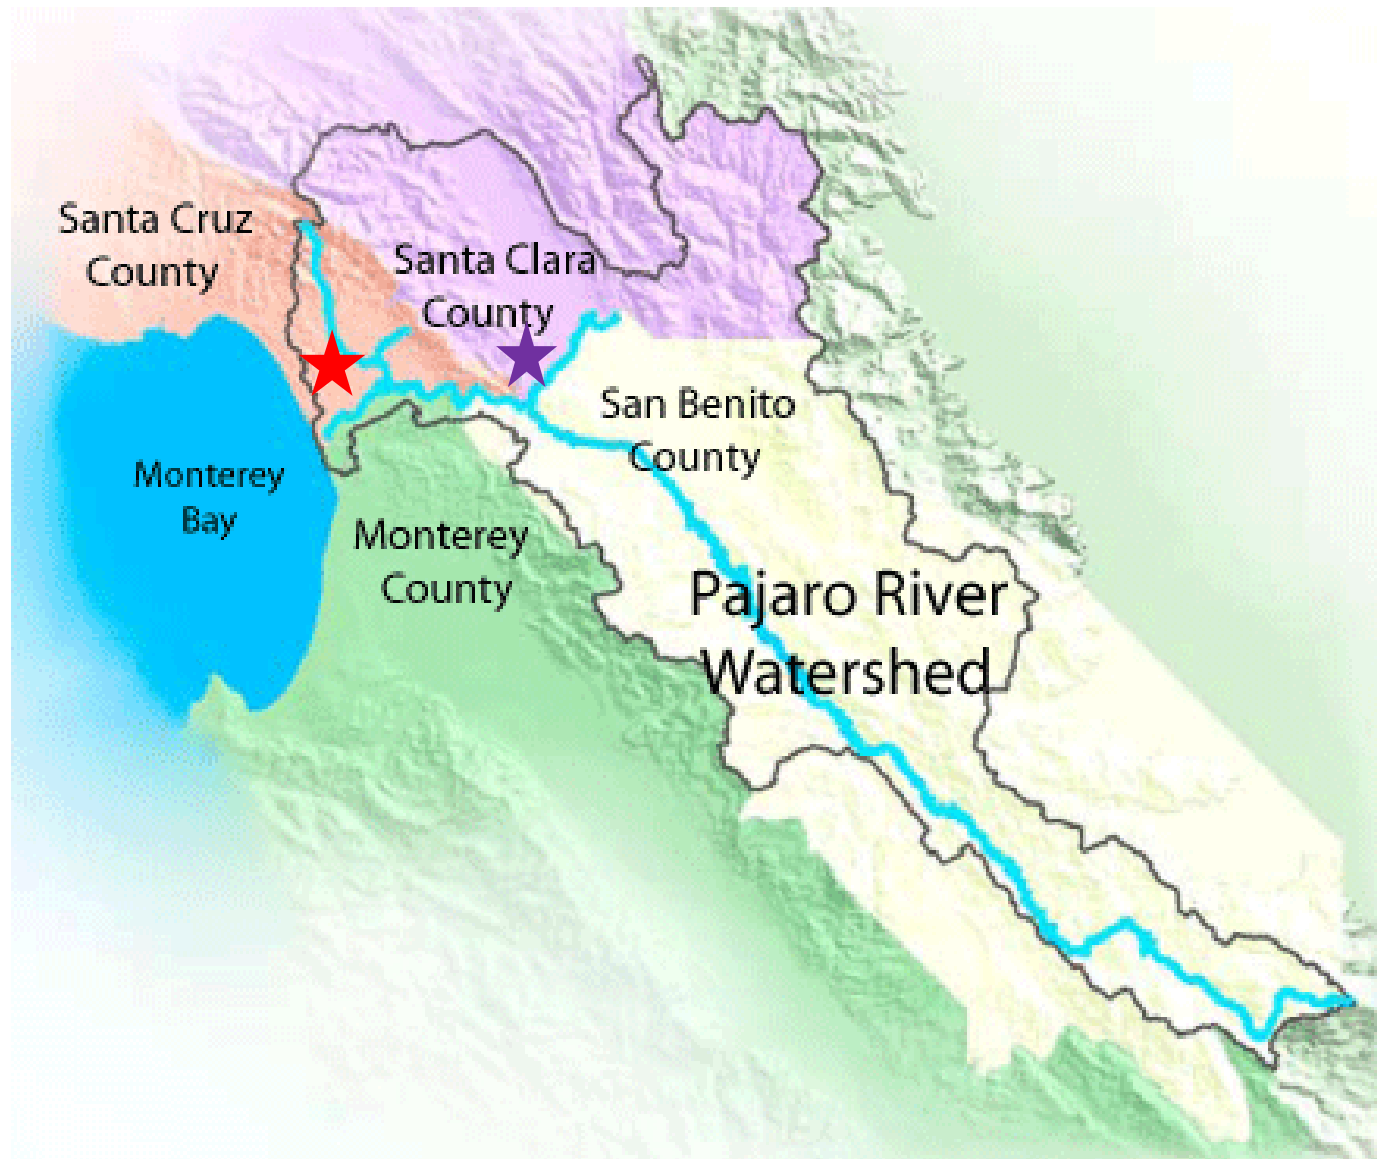 Santa Cruz
County
Santa Clara
County
San Benito
County
Monterey
Bay
Monterey
County
Pajaro River
Watershed